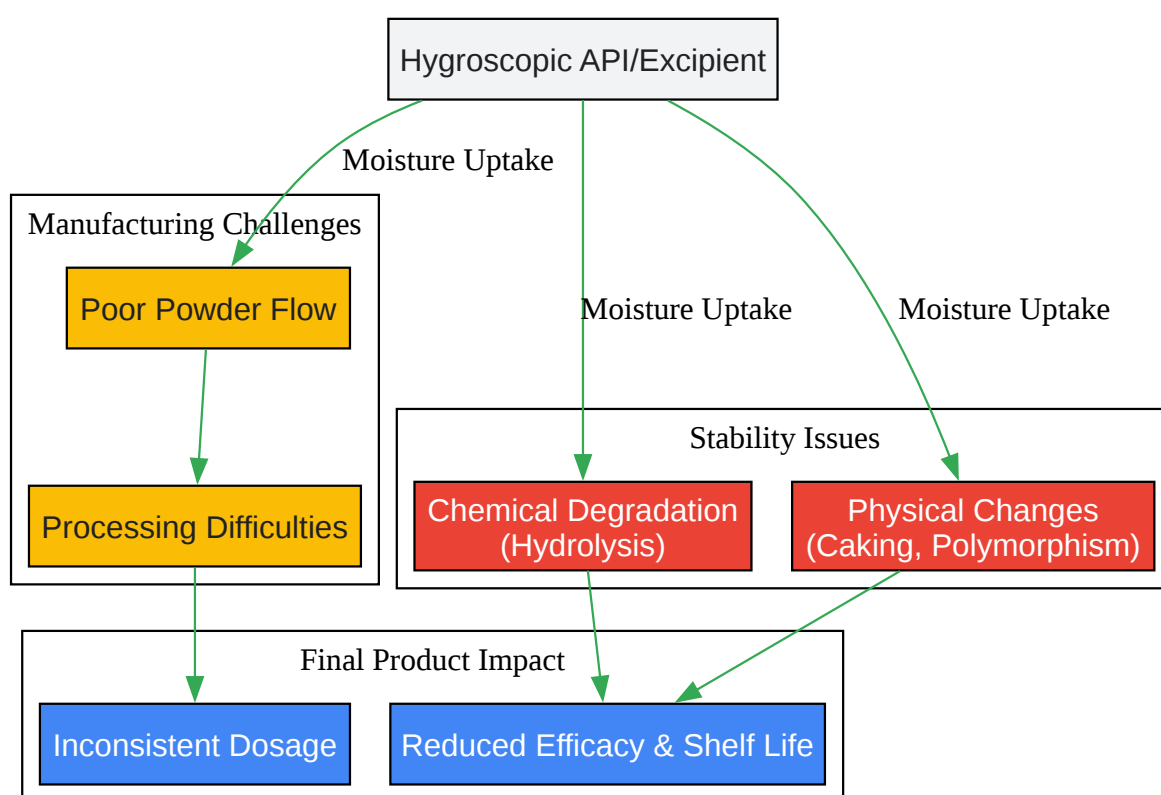 Hygroscopic API/Excipient
Moisture Uptake
Manufacturing Challenges
Poor Powder Flow
Moisture Uptake
Moisture Uptake
Stability Issues
Processing Difficulties
Chemical Degradation
(Hydrolysis)
Physical Changes
(Caking, Polymorphism)
Final Product Impact
Inconsistent Dosage
Reduced Efficacy & Shelf Life